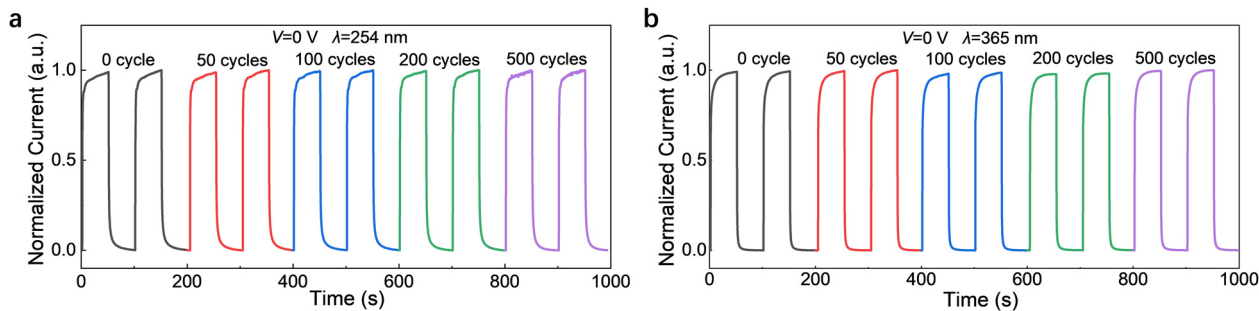 a
V=0 V λ=254 nm
0 cycle 50 cycles 100 cycles 200 cycles 500 cycles
Normalized Current (a.u.)
1.0
0.5
0.0
0 200 400 600 800 1000
Time (s)
b
V=0 V λ=365 nm
0 cycle 50 cycles 100 cycles 200 cycles 500 cycles
Normalized Current (a.u.)
1.0
0.5
0.0
0 200 400 600 800 1000
Time (s)